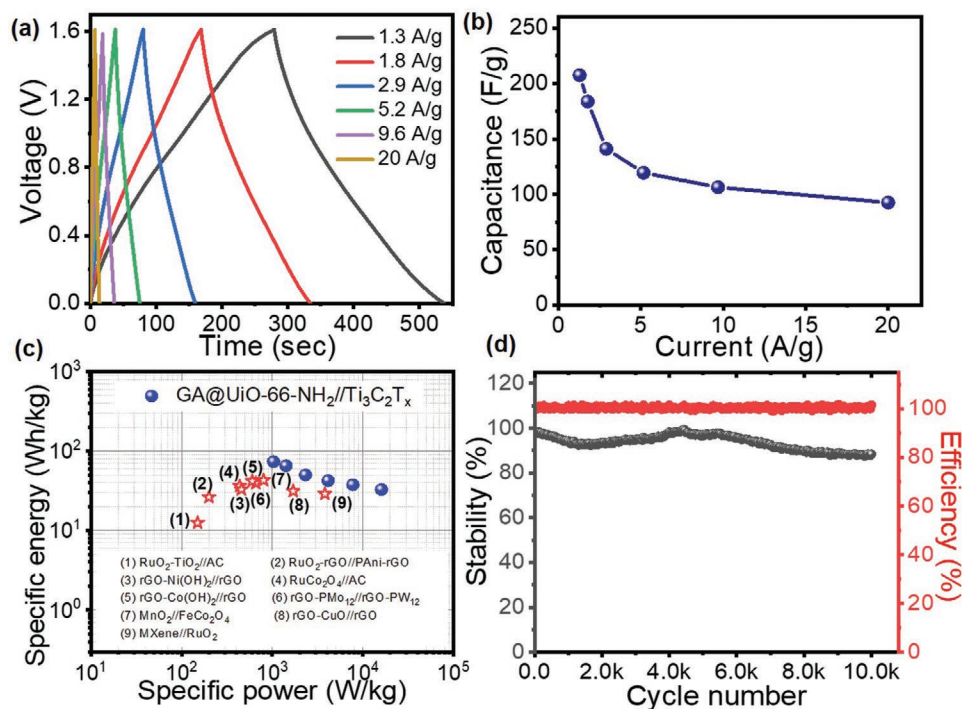 (a)
1.6
1.2
0.8
0.4
0.0
Voltage (V)
1.3 A/g
1.8 A/g
2.9 A/g
5.2 A/g
9.6 A/g
20 A/g
0 100 200 300 400 500
Time (sec)
(b)
250
200
150
100
50
0
Capacitance (F/g)
0 5 10 15 20
Current (A/g)
(c)
10³
10²
10¹
10⁰
Specific energy (Wh/kg)
GA@UiO-66-NH₂//Ti₃C₂Tₓ
(1)
(2)
(4)
(3)
(5)
(6)
(7)
(8)
(9)
(1) RuO₂-TiO₂//AC
(2) RuO₂-rGO//PAni-rGO
(3) rGO-Ni(OH)₂//rGO
(4) RuCo₂O₄//AC
(5) rGO-Co(OH)₂//rGO
(6) rGO-PMo₁₂//rGO-PW₁₂
(7) MnO₂//FeCo₂O₄
(8) rGO-CuO//rGO
(9) MXene//RuO₂
10¹ 10² 10³ 10⁴ 10⁵
Specific power (W/kg)
(d)
120
100
80
60
40
20
0
Stability (%)
100
80
60
40
20
0
Efficiency (%)
0.0 2.0k 4.0k 6.0k 8.0k 10.0k
Cycle number